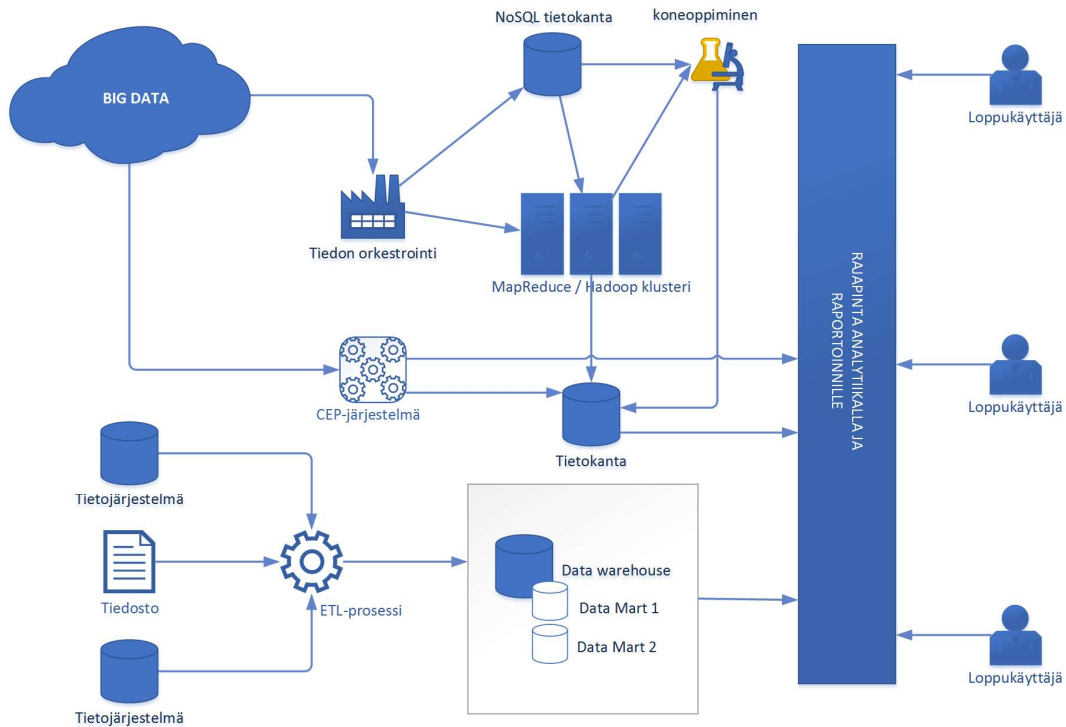 NoSQL tietokanta
koneoppiminen
BIG DATA
Loppukäyttäjä
Tiedon orkestrointi
MapReduce / Hadoop klusteri
RAJAPINTA ANALYTIIKALLA JA
RAPORTOINNILLE
CEP-järjestelmä
Loppukäyttäjä
Tietokanta
Tietojärjestelmä
Data warehouse
Tiedosto
ETL-prosessi
Data Mart 1
Data Mart 2
Loppukäyttäjä
Tietojärjestelmä